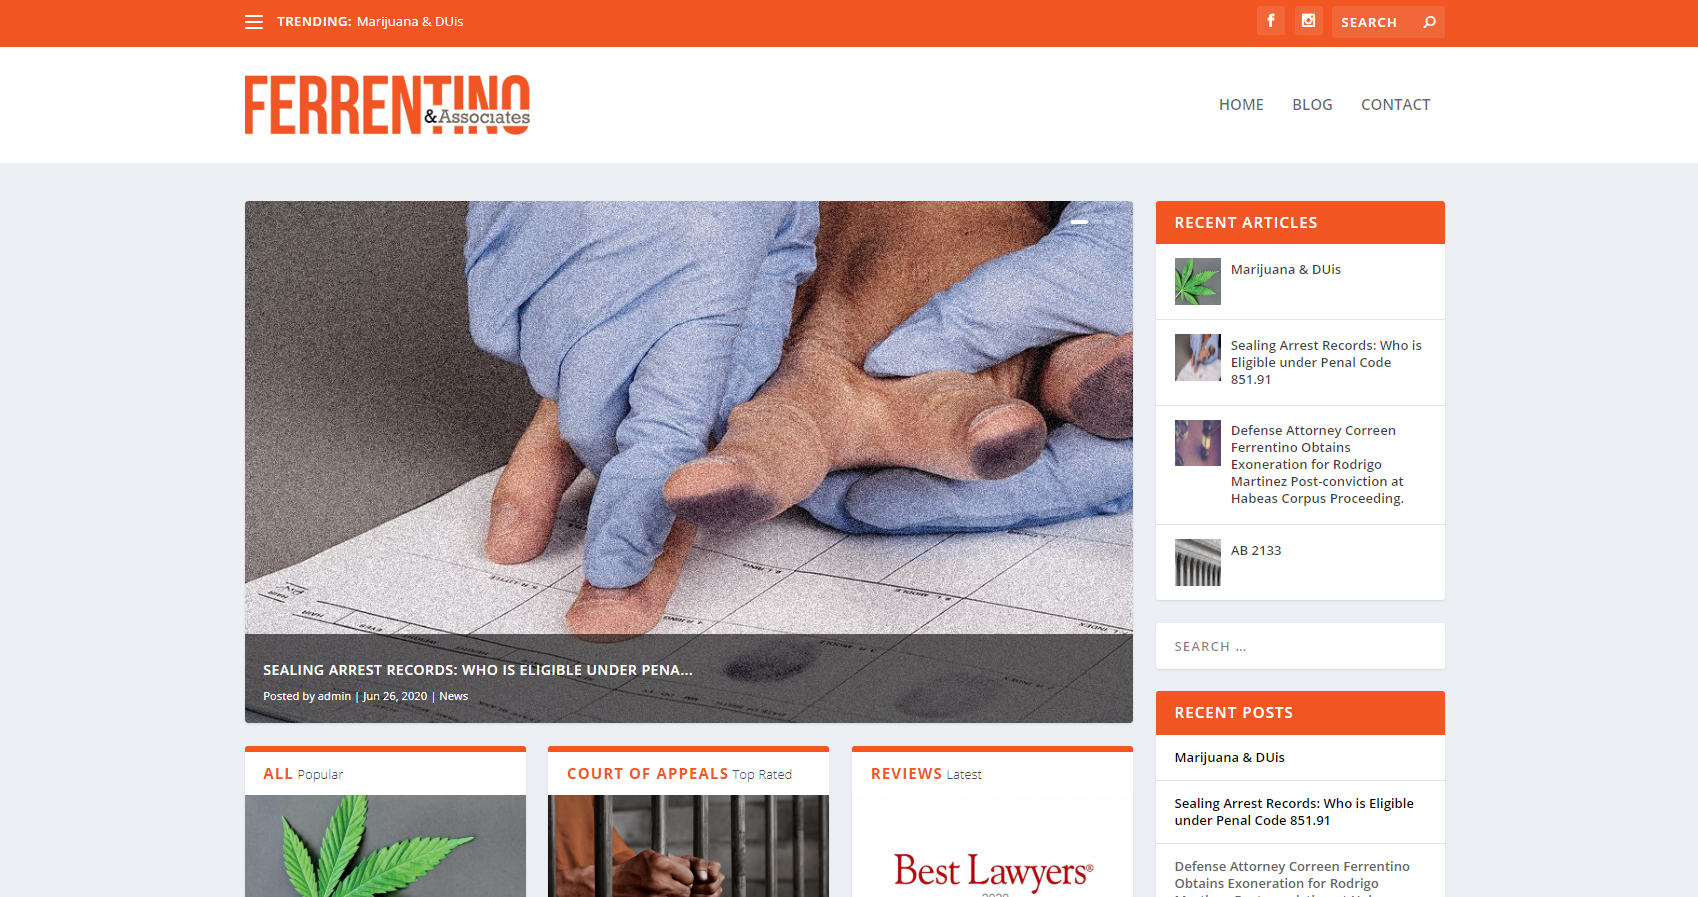 TRENDING: Marijuana & DUis
SEARCH
FERRENTINO
&Associates
HOME BLOG CONTACT
RECENT ARTICLES
Marijuana & DUis
Sealing Arrest Records: Who is
Eligible under Penal Code
851.91
Defense Attorney Correen
Ferrentino Obtains
Exoneration for Rodrigo
Martinez Post-conviction at
Habeas Corpus Proceeding.
AB 2133
SEALING ARREST RECORDS: WHO IS ELIGIBLE UNDER PENA...
Posted by admin | Jun 26, 2020 | News
SEARCH ...
RECENT POSTS
Marijuana & DUis
Sealing Arrest Records: Who is Eligible
under Penal Code 851.91
Defense Attorney Correen Ferrentino
Obtains Exoneration for Rodrigo
ALL Popular
COURT OF APPEALS Top Rated
REVIEWS Latest
Best Lawyers®